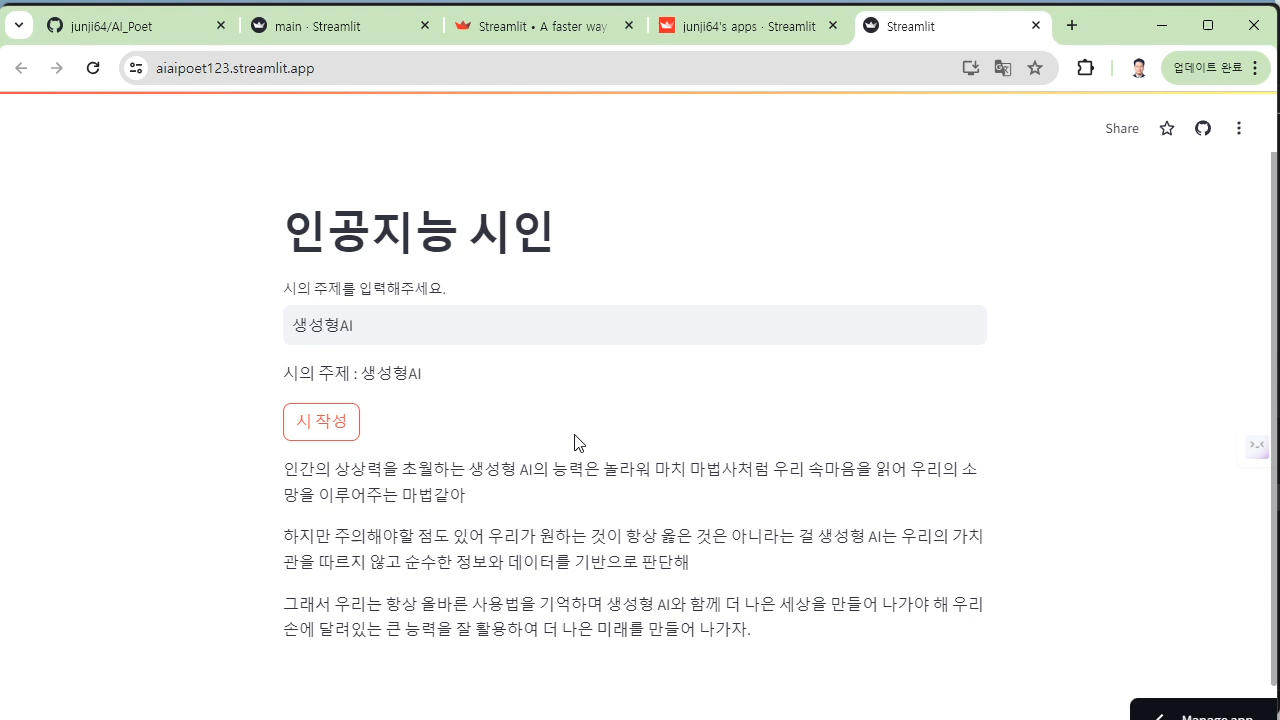 junji64/AI_Poet
main · Streamlit
Streamlit • A faster way
junji64's apps · Streamlit
Streamlit
aiaipoet123.streamlit.app
업데이트 완료
Share
인공지능 시인
시의 주제를 입력해주세요.
생성형AI
시의 주제 : 생성형AI
시 작성
인간의 상상력을 초월하는 생성형 AI의 능력은 놀라워 마치 마법사처럼 우리 속마음을 읽어 우리의 소
망을 이루어주는 마법같아
하지만 주의해야할 점도 있어 우리가 원하는 것이 항상 옳은 것은 아니라는 걸 생성형 AI는 우리의 가치
관을 따르지 않고 순수한 정보와 데이터를 기반으로 판단해
그래서 우리는 항상 올바른 사용법을 기억하며 생성형 AI와 함께 더 나은 세상을 만들어 나가야 해 우리
손에 달려있는 큰 능력을 잘 활용하여 더 나은 미래를 만들어 나가자.
Manage app